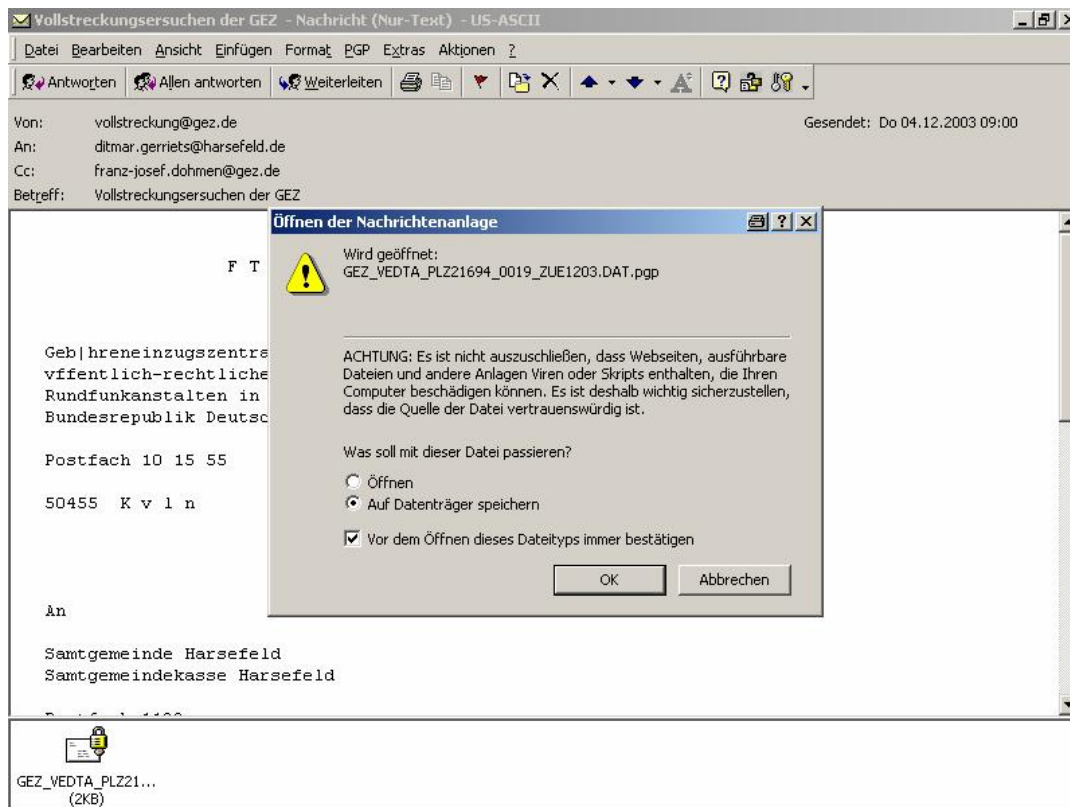 Vollstreckungsersuchen der GEZ - Nachricht (Nur-Text) - US-ASCII
Datei Bearbeiten Ansicht Einfügen Format PGP Extras Aktionen ?
Antworten Allen antworten Weiterleiten
Von: vollstreckung@gez.de Gesendet: Do 04.12.2003 09:00
An: ditmar.gerriets@harsefeld.de
Cc: franz-josef.dohmen@gez.de
Betreff: Vollstreckungsersuchen der GEZ
Öffnen der Nachrichtenanlage
Wird geöffnet:
GEZ_VEDTA_PLZ21694_0019_ZUE1203.DAT.pgp
ACHTUNG: Es ist nicht auszuschließen, dass Webseiten, ausführbare
Dateien und andere Anlagen Viren oder Skripts enthalten, die Ihren
Computer beschädigen können. Es ist deshalb wichtig sicherzustellen,
dass die Quelle der Datei vertrauenswürdig ist.
Was soll mit dieser Datei passieren?
Öffnen
Auf Datenträger speichern
Vor dem Öffnen dieses Dateityps immer bestätigen
OK Abbrechen
F T
Geb|hreneinzugszentra
vffentlich-rechtliche
Rundfunkanstalten in
Bundesrepublik Deutsc
Postfach 10 15 55
50455 K v l n
An
Samtgemeinde Harsefeld
Samtgemeindekasse Harsefeld
GEZ_VEDTA_PLZ21...
(2KB)